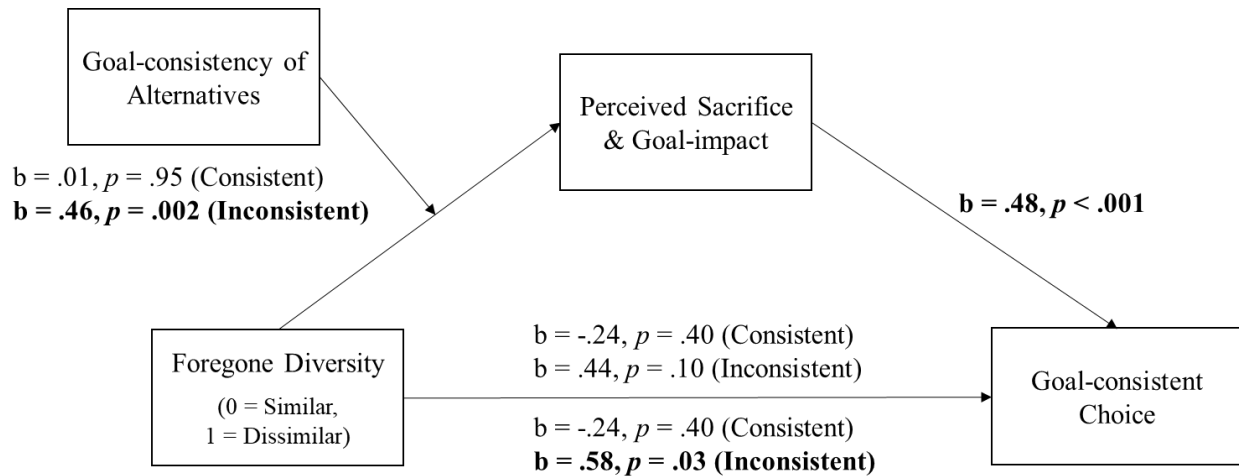 Goal-consistency of
Alternatives
Perceived Sacrifice
& Goal-impact
b = .01, p = .95 (Consistent)
b = .46, p = .002 (Inconsistent)
b = .48, p < .001
Foregone Diversity
(0 = Similar,
1 = Dissimilar)
b = -.24, p = .40 (Consistent)
b = .44, p = .10 (Inconsistent)
b = -.24, p = .40 (Consistent)
b = .58, p = .03 (Inconsistent)
Goal-consistent
Choice